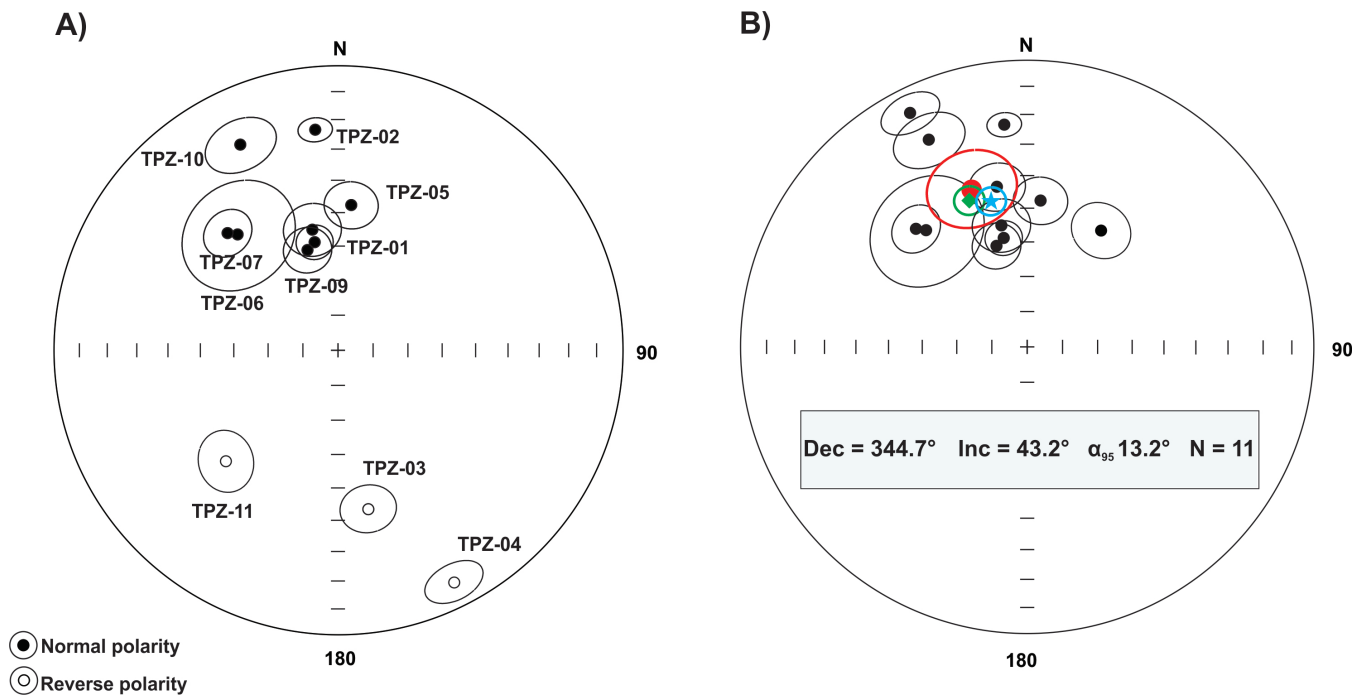 A)
N
TPZ-02
TPZ-10
TPZ-05
TPZ-01
TPZ-07
TPZ-09
TPZ-06
90
TPZ-03
TPZ-11
TPZ-04
180
Normal polarity
Reverse polarity
B)
N
90
Dec = 344.7° Inc = 43.2° α95 13.2° N = 11
180